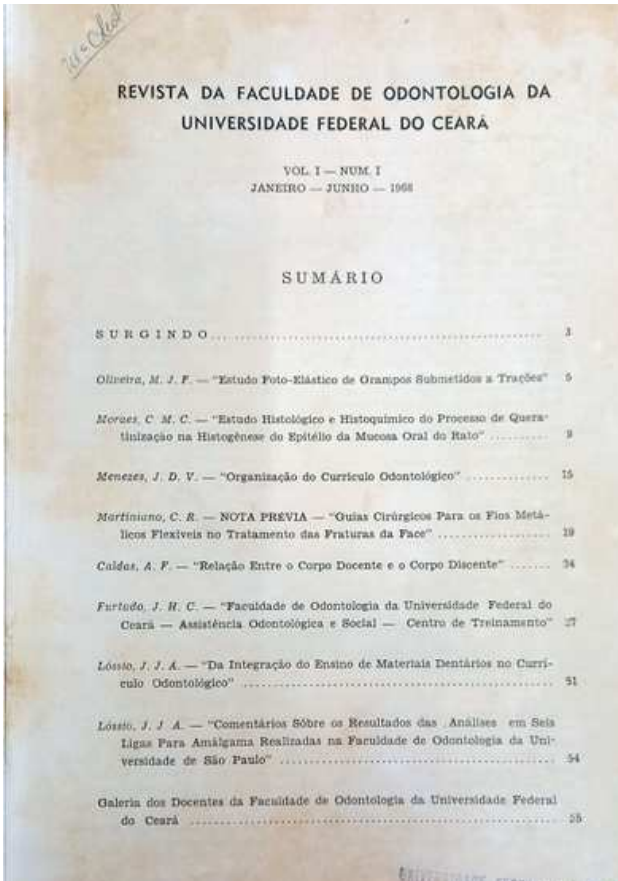 REVISTA DA FACULDADE DE ODONTOLOGIA DA
UNIVERSIDADE FEDERAL DO CEARÁ
VOL. I — NUM. I
JANEIRO — JUNHO — 1968
SUMÁRIO
SURGINDO ........ 3
Oliveira, M. J. F. — "Estudo Foto-Elástico de Grampos Submetidos a Trações" 5
Moraes, C M. C. — "Estudo Histológico e Histoquímico do Processo de Quera-
tinização na Histogênese do Epitélio da Mucosa Oral do Rato" .......... 9
Menezes, J. D. V. — "Organização do Currículo Odontológico" .............. 15
Martiniano, C. R. — NOTA PRÉVIA — "Guias Cirúrgicos Para os Fios Metá-
licos Flexíveis no Tratamento das Fraturas da Face" .................. 19
Caldas, A. F. — "Relação Entre o Corpo Docente e o Corpo Discente" ....... 24
Furtado, J. H. C. — "Faculdade de Odontologia da Universidade Federal do
Ceará — Assistência Odontológica e Social — Centro de Treinamento" 27
Lóssio, J. J. A. — "Da Integração do Ensino de Materiais Dentários no Currí-
culo Odontológico" .................. 51
Lóssio, J. J A. — "Comentários Sôbre os Resultados das Análises em Seis
Ligas Para Amálgama Realizadas na Faculdade de Odontologia da Uni-
versidade de São Paulo" .................. 54
Galeria dos Docentes da Faculdade de Odontologia da Universidade Federal
do Ceará ..................